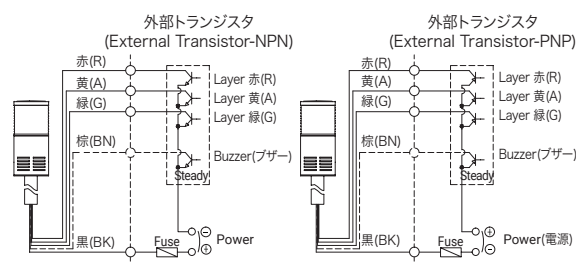 外部トランジスタ
(External Transistor-NPN)
赤(R)
黄(A)
緑(G)
棕(BN)
黒(BK)
Layer 赤(R)
Layer 黄(A)
Layer 緑(G)
Buzzer(ブザー)
Steady
Fuse
⊖
⊕
Power
外部トランジスタ
(External Transistor-PNP)
赤(R)
黄(A)
緑(G)
棕(BN)
黒(BK)
Layer 赤(R)
Layer 黄(A)
Layer 緑(G)
Buzzer(ブザー)
Steady
Fuse
⊕
⊖
Power(電源)